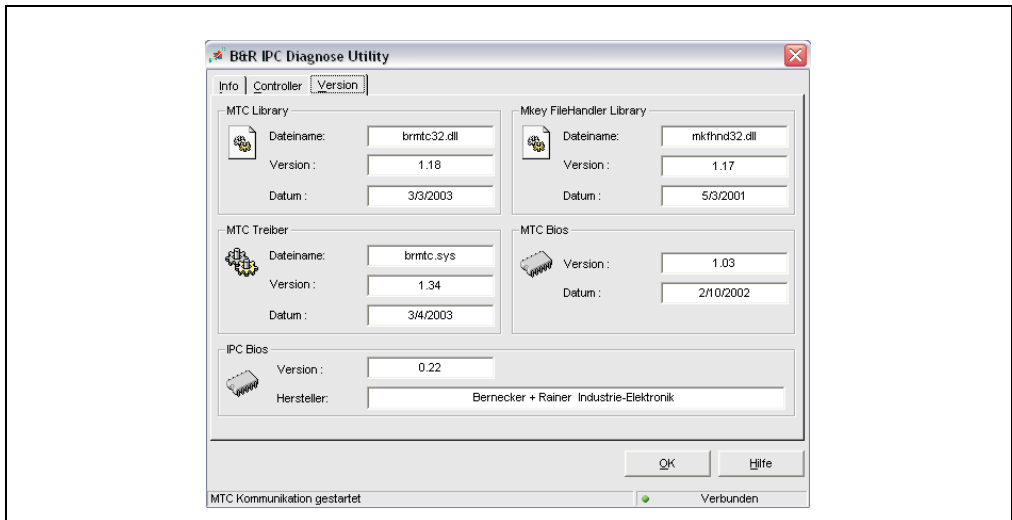 B&R IPC Diagnose Utility
Info Controller Version
MTC Library
Dateiname: brmtc32.dll
Version : 1.18
Datum : 3/3/2003
Mkey FileHandler Library
Dateiname: mkfhnd32.dll
Version : 1.17
Datum : 5/3/2001
MTC Treiber
Dateiname: brmtc.sys
Version : 1.34
Datum : 3/4/2003
MTC Bios
Version : 1.03
Datum : 2/10/2002
IPC Bios
Version : 0.22
Hersteller: Bernecker + Rainer Industrie-Elektronik
OK Hilfe
MTC Kommunikation gestartet Verbunden